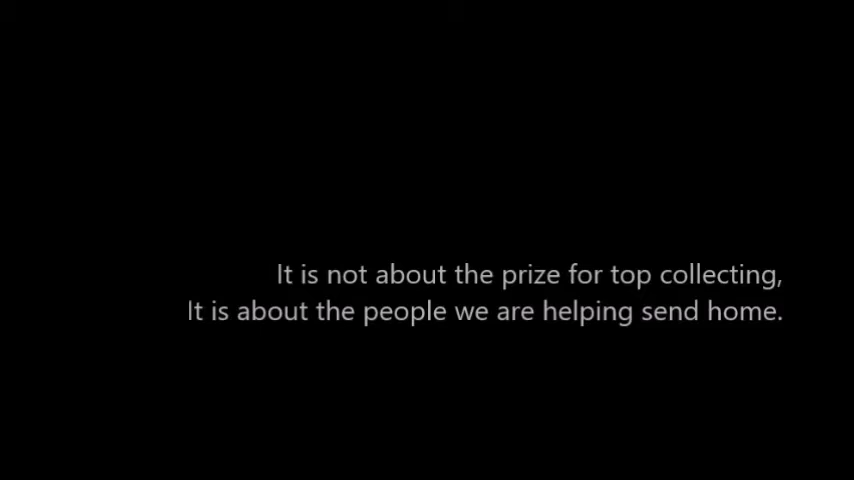 It is not about the prize for top collecting,
It is about the people we are helping send home.